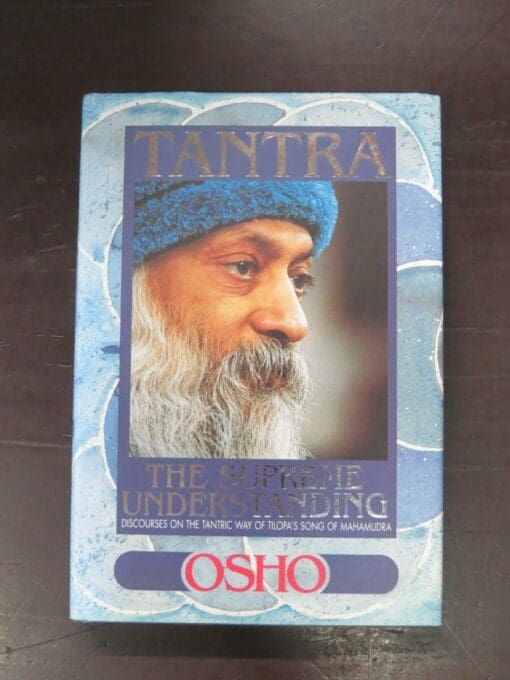 TANTRA
THE SUPREME
UNDERSTANDING
DISCOURSES ON THE TANTRIC WAY OF TILOPA'S SONG OF MAHAMUDRA
OSHO